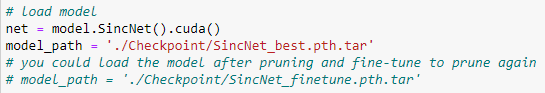 # load model
net = model.SincNet().cuda()
model_path = './Checkpoint/SincNet_best.pth.tar'
# you could load the model after pruning and fine-tune to prune again
# model_path = './Checkpoint/SincNet_finetune.pth.tar'